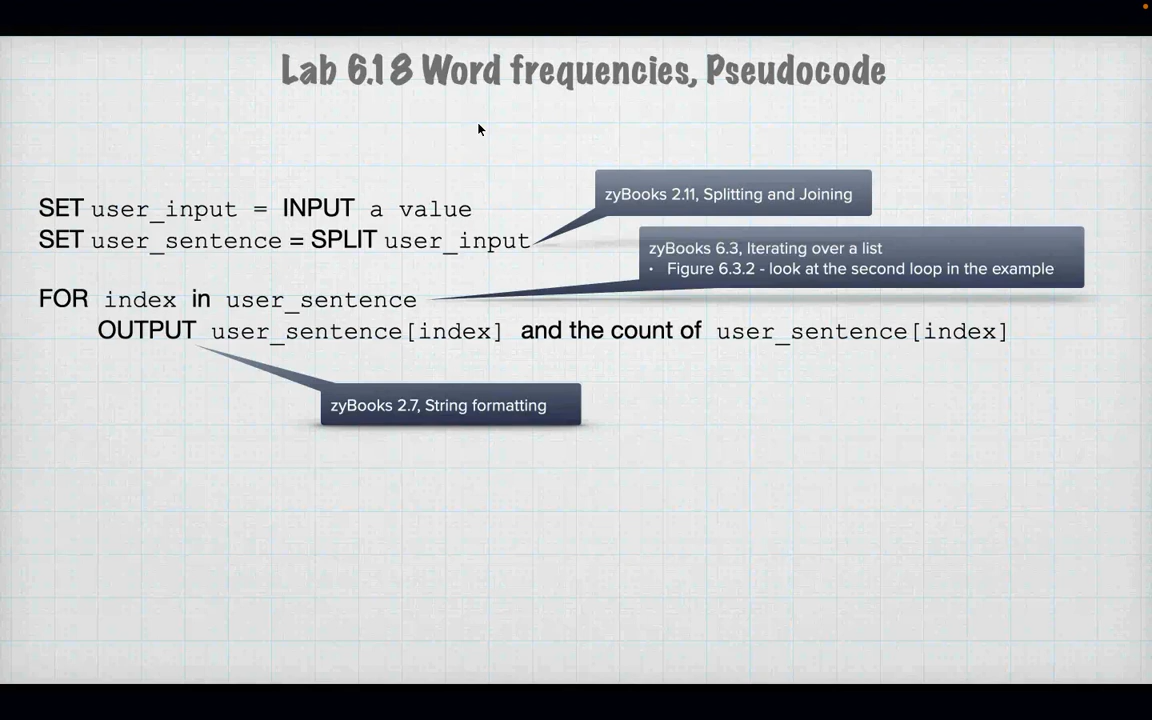 Lab 6.18 Word frequencies, Pseudocode
zyBooks 2.11, Splitting and Joining
SET user_input = INPUT a value
SET user_sentence = SPLIT user_input
zyBooks 6.3, Iterating over a list
• Figure 6.3.2 - look at the second loop in the example
FOR index in user_sentence
OUTPUT user_sentence[index] and the count of user_sentence[index]
zyBooks 2.7, String formatting